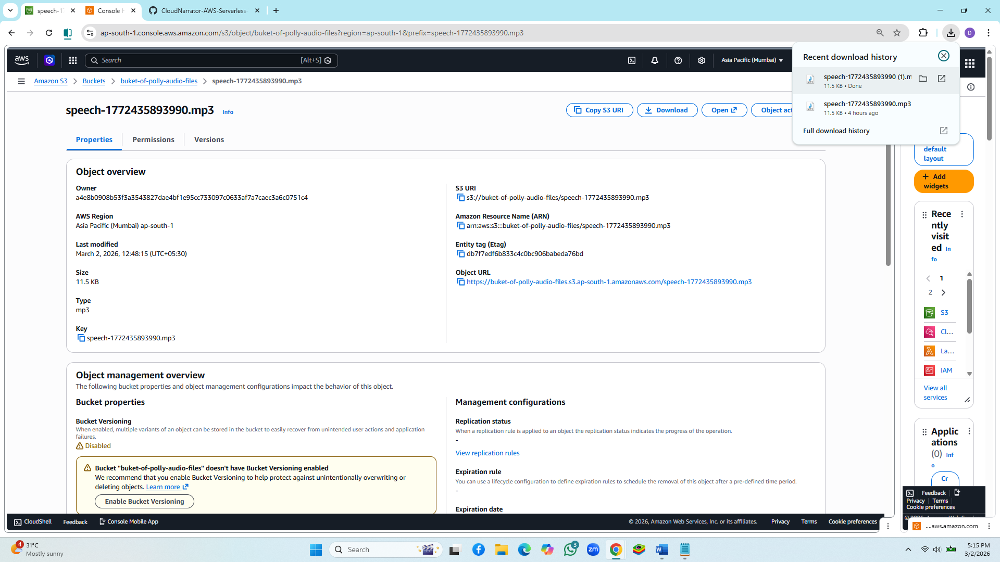 speech-17
Console H
CloudNarrator-AWS-Serverless-
ap-south-1.console.aws.amazon.com/s3/object/buket-of-polly-audio-files?region=ap-south-1&prefix=speech-1772435893990.mp3
D
aws
Search
[Alt+S]
Asia Pacific (Mumbai)
Amazon S3
Buckets
buket-of-polly-audio-files
speech-1772435893990.mp3
Recent download history
speech-1772435893990 (1).m
11.5 KB • Done
speech-1772435893990.mp3
11.5 KB • 4 hours ago
Full download history
speech-1772435893990.mp3
Info
Copy S3 URI
Download
Open
Object act
Properties
Permissions
Versions
Object overview
Owner
a4e8b0908b53f3a3543827dae4bf1e95cc733097c0633af7a7caec3a6c0751c4
AWS Region
Asia Pacific (Mumbai) ap-south-1
Last modified
March 2, 2026, 12:48:15 (UTC+05:30)
Size
11.5 KB
Type
mp3
Key
speech-1772435893990.mp3
S3 URI
s3://buket-of-polly-audio-files/speech-1772435893990.mp3
Amazon Resource Name (ARN)
arn:aws:s3:::buket-of-polly-audio-files/speech-1772435893990.mp3
Entity tag (Etag)
db7f7edf6b833c4c0bc906babeda76bd
Object URL
https://buket-of-polly-audio-files.s3.ap-south-1.amazonaws.com/speech-1772435893990.mp3
Object management overview
The following bucket properties and object management configurations impact the behavior of this object.
Bucket properties
Bucket Versioning
When enabled, multiple variants of an object can be stored in the bucket to easily recover from unintended user actions and application
failures.
Disabled
Bucket "buket-of-polly-audio-files" doesn't have Bucket Versioning enabled
We recommend that you enable Bucket Versioning to help protect against unintentionally overwriting or
deleting objects. Learn more
Enable Bucket Versioning
Management configurations
Replication status
When a replication rule is applied to an object the replication status indicates the progress of the operation.
-
View replication rules
Expiration rule
You can use a lifecycle configuration to define expiration rules to schedule the removal of this object after a pre-defined time period.
-
Expiration date
default
layout
+ Add
widgets
Rece
ntly
visit
ed In
fo
1
2
S3
Cl...
La...
IAM
View all
services
Applic
ations
(0) Inf
o
Cr
Feedback
Privacy
Terms
Cookie preferences
CloudShell
Feedback
Console Mobile App
© 2026, Amazon Web Services, Inc. or its affiliates.
Privacy
Terms
Cookie preferences
....aws.amazon.com
4
31°C
Mostly sunny
Search
3
zm
5:15 PM
3/2/2026